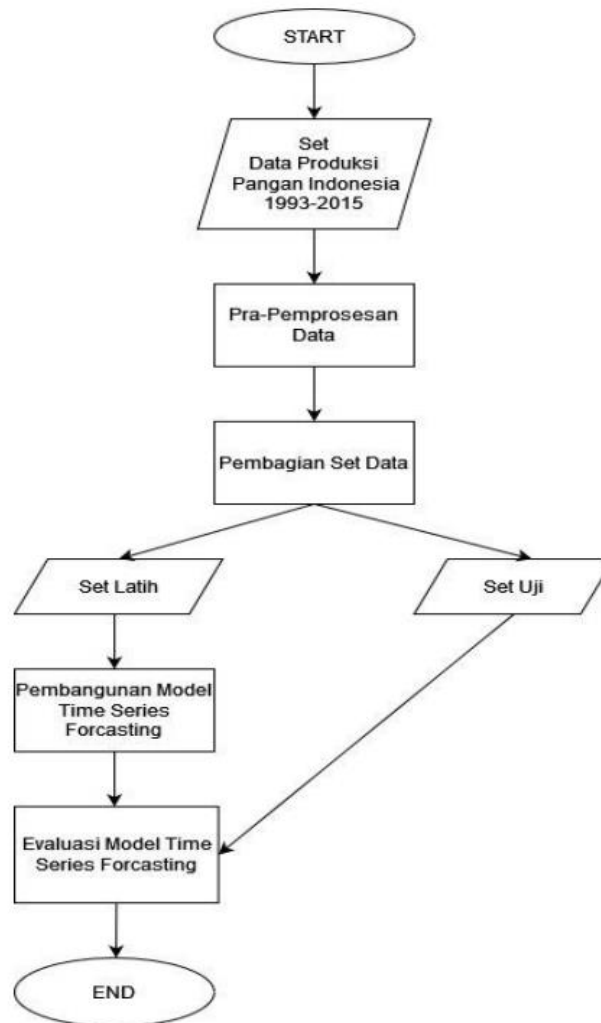 START
Set
Data Produksi
Pangan Indonesia
1993-2015
Pra-Pemprosesan
Data
Pembagian Set Data
Set Latih
Set Uji
Pembangunan Model
Time Series
Forcasting
Evaluasi Model Time
Series Forcasting
END